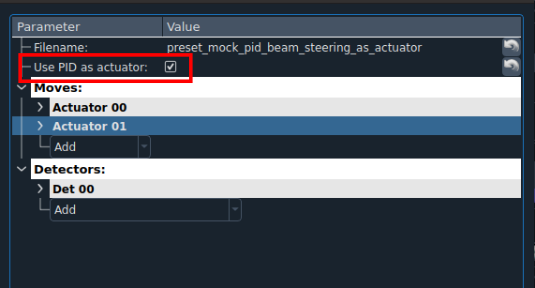 Parameter Value
Filename: preset_mock_pid_beam_steering_as_actuator
Use PID as actuator:
Moves:
Actuator 00
Actuator 01
Add
Detectors:
Det 00
Add